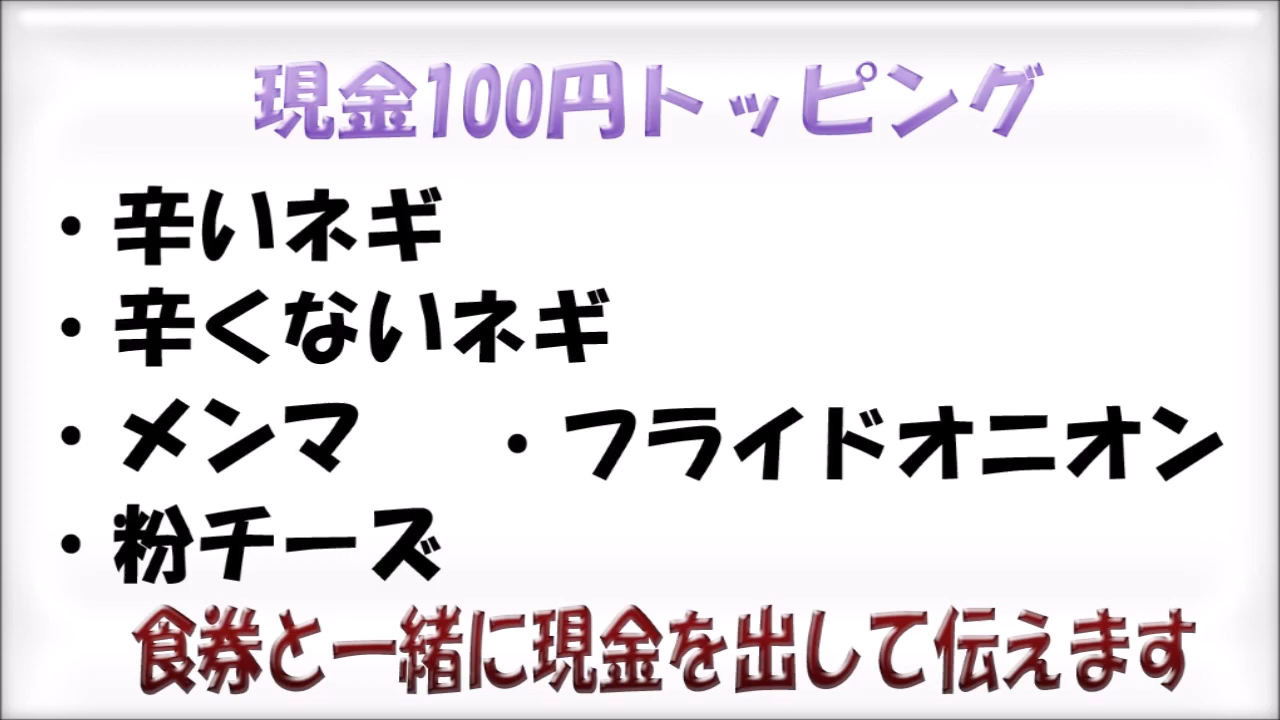 現金100円トッピング
・辛いネギ
・辛くないネギ
・メンマ ・フライドオニオン
・粉チーズ
食券と一緒に現金を出して伝えます